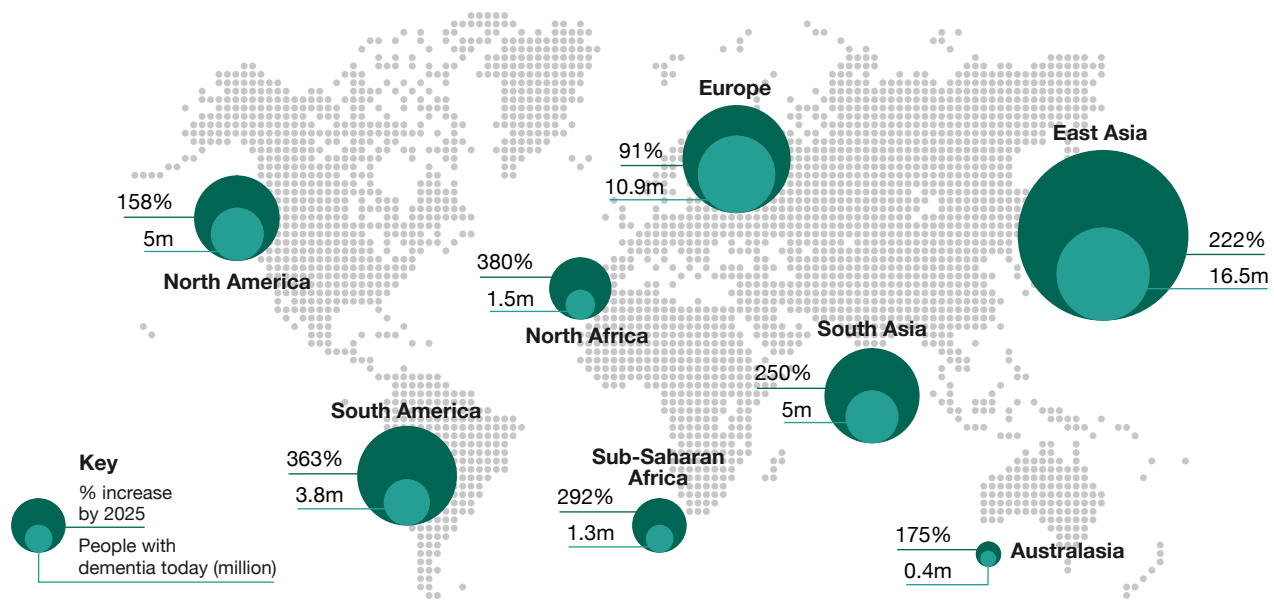 Europe
91%
10.9m
East Asia
222%
16.5m
158%
5m
North America
380%
1.5m
North Africa
South Asia
250%
5m
South America
363%
3.8m
Sub-Saharan
Africa
292%
1.3m
175%
0.4m
Australasia
Key
% increase
by 2025
People with
dementia today (million)